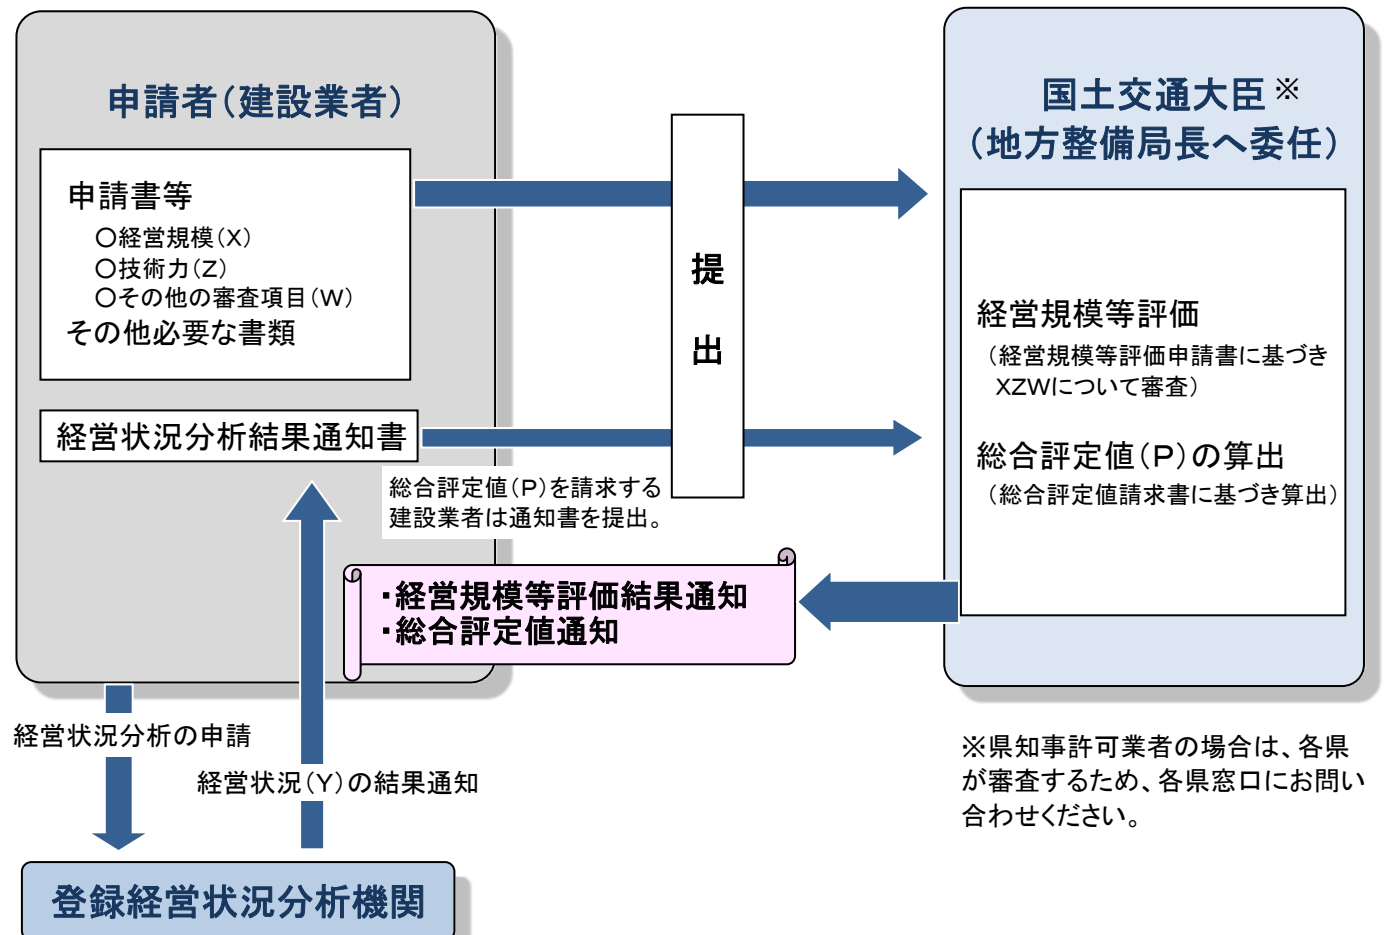 申請者(建設業者)
申請書等
○経営規模(X)
○技術力(Z)
○その他の審査項目(W)
その他必要な書類
経営状況分析結果通知書
総合評定値(P)を請求する
建設業者は通知書を提出。
提
出
国土交通大臣※
(地方整備局長へ委任)
経営規模等評価
(経営規模等評価申請書に基づき
XZWについて審査)
総合評定値(P)の算出
(総合評定値請求書に基づき算出)
・経営規模等評価結果通知
・総合評定値通知
経営状況分析の申請
経営状況(Y)の結果通知
登録経営状況分析機関
※県知事許可業者の場合は、各県
が審査するため、各県窓口にお問い
合わせください。